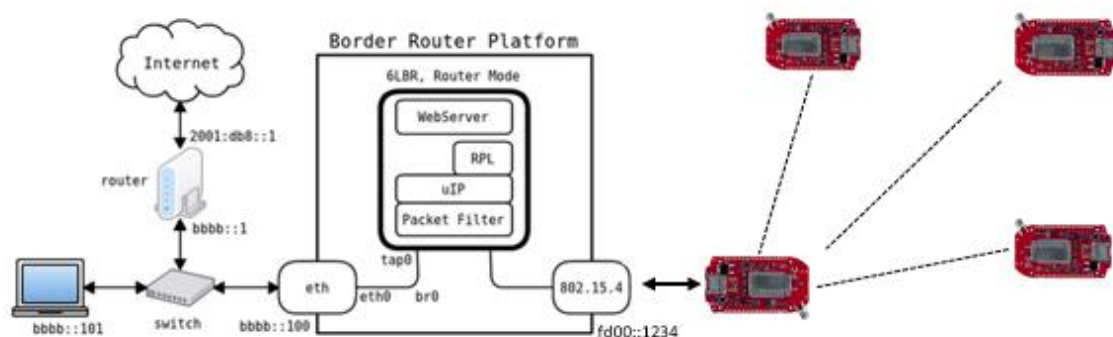 Border Router Platform
Internet
6LBR, Router Mode
WebServer
2001:db8::1
RPL
router
uIP
Packet Filter
bbbb::1
tap0
eth
802.15.4
eth0
br0
switch
bbbb::101
bbbb::100
fd00::1234